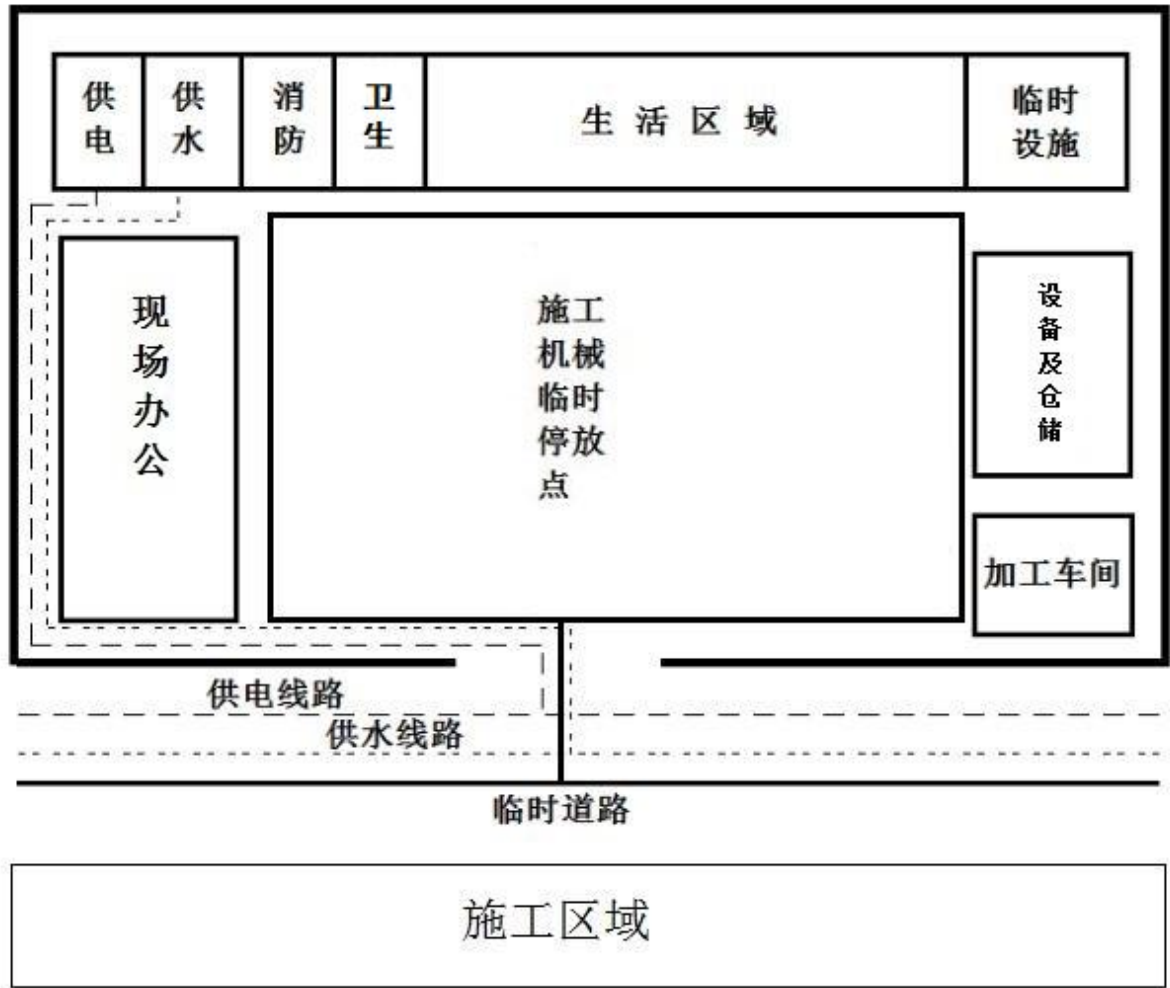 供
电
供
水
消
防
卫
生
生活区域
临时
设施
现
场
办
公
施工
机械
临时
停放
点
设
备
及
仓
储
加工车间
供电线路
供水线路
临时道路
施工区域